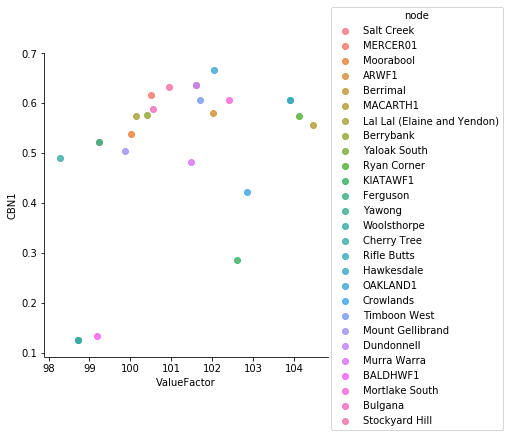 node
Salt Creek
MERCER01
Moorabool
ARWF1
Berrimal
MACARTH1
Lal Lal (Elaine and Yendon)
Berrybank
Yaloak South
Ryan Corner
KIATAWF1
Ferguson
Yawong
Woolsthorpe
Cherry Tree
Rifle Butts
Hawkesdale
OAKLAND1
Crowlands
Timboon West
Mount Gellibrand
Dundonnell
Murra Warra
BALDHWF1
Mortlake South
Bulgana
Stockyard Hill
0.7
0.6
0.5
0.4
0.3
0.2
0.1
CBN1
98 99 100 101 102 103 104
ValueFactor